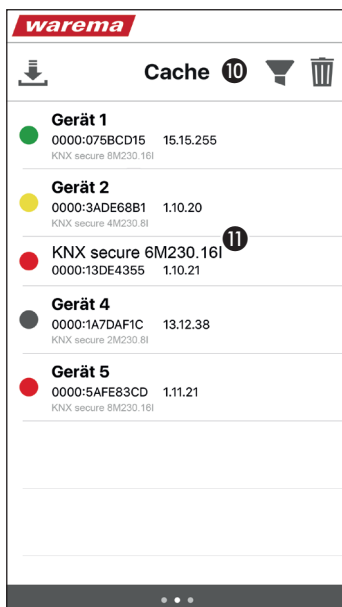 warema
Cache 10
Gerät 1
0000:075BCD15 15.15.255
KNX secure 8M230.16I
Gerät 2
0000:3ADE68B1 1.10.20
KNX secure 4M230.8I
11
KNX secure 6M230.16I
0000:13DE4355 1.10.21
Gerät 4
0000:1A7DAF1C 13.12.38
KNX secure 2M230.8I
Gerät 5
0000:5AFE83CD 1.11.21
KNX secure 8M230.16I